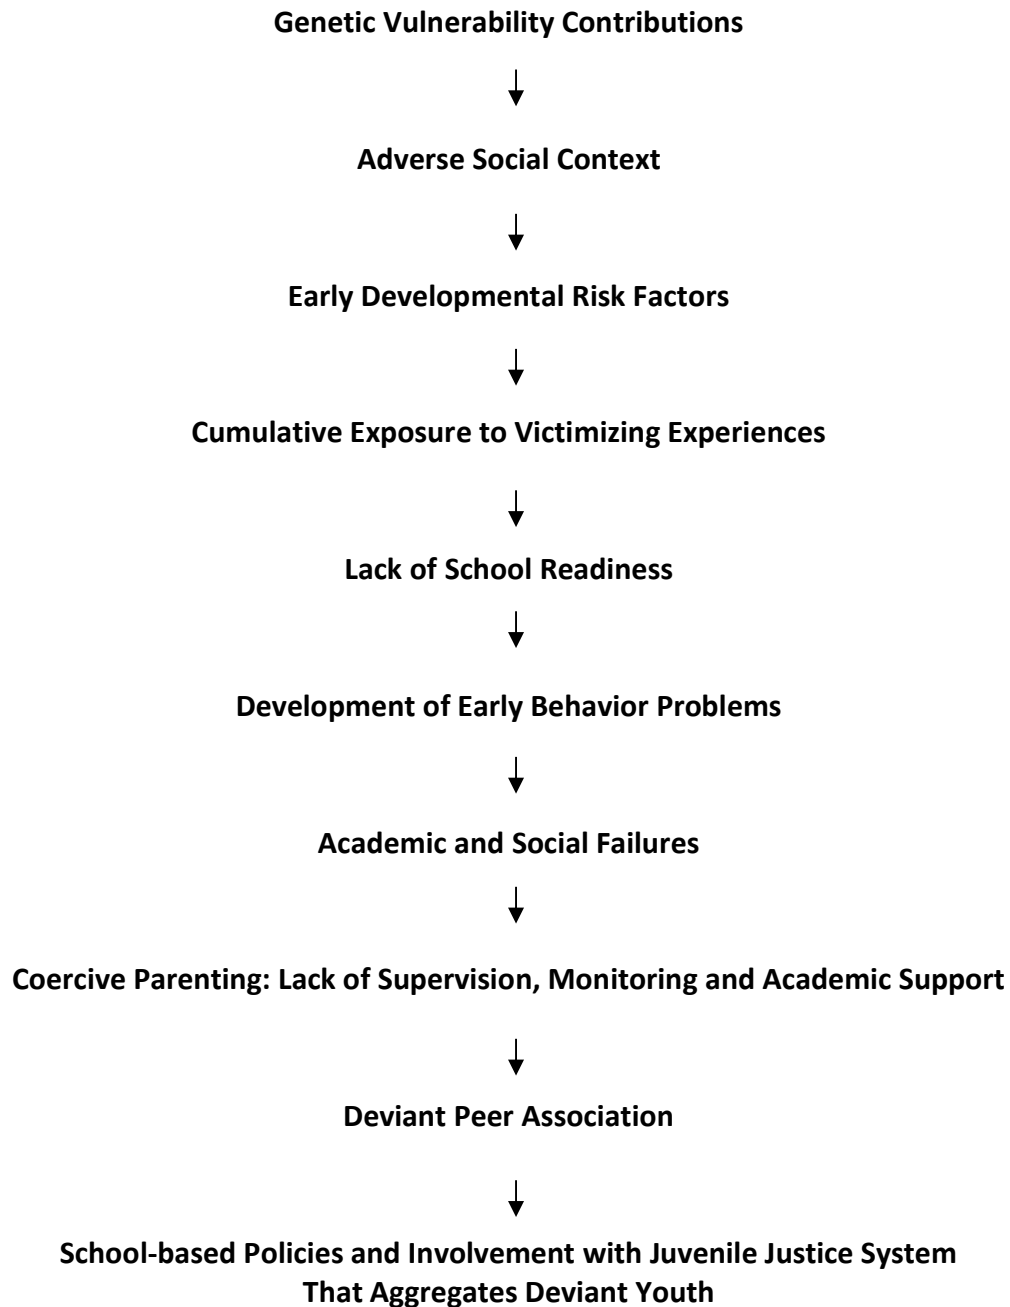 Genetic Vulnerability Contributions
Adverse Social Context
Early Developmental Risk Factors
Cumulative Exposure to Victimizing Experiences
Lack of School Readiness
Development of Early Behavior Problems
Academic and Social Failures
Coercive Parenting: Lack of Supervision, Monitoring and Academic Support
Deviant Peer Association
School-based Policies and Involvement with Juvenile Justice System
That Aggregates Deviant Youth